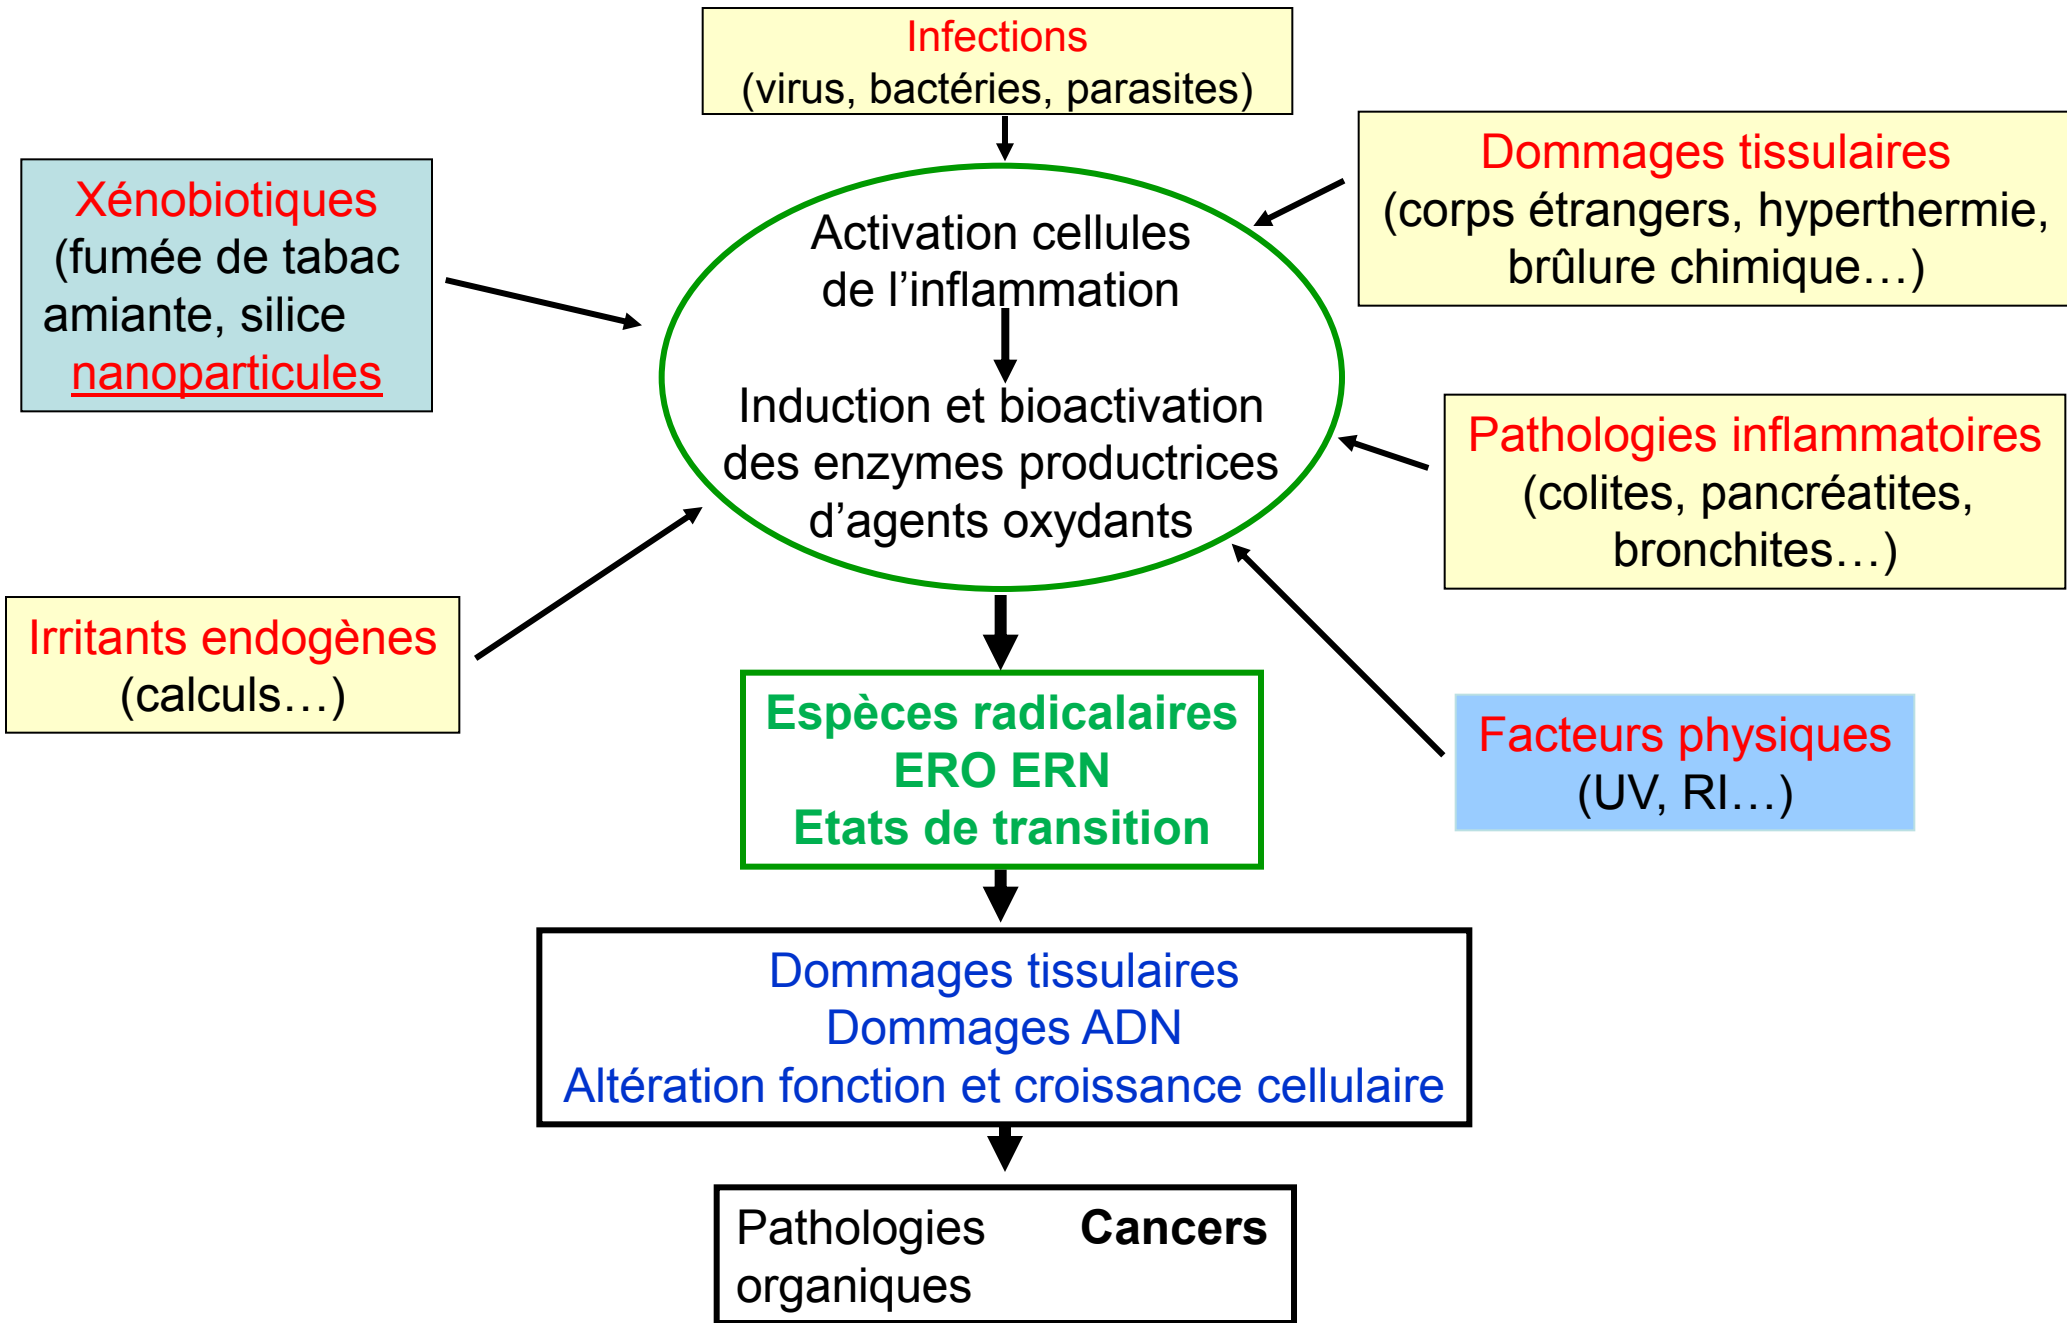 Infections
(virus, bactéries, parasites)
Xénobiotiques
(fumée de tabac
amiante, silice
nanoparticules
Dommages tissulaires
(corps étrangers, hyperthermie,
brûlure chimique…)
Activation cellules
de l’inflammation
Induction et bioactivation
des enzymes productrices
d’agents oxydants
Pathologies inflammatoires
(colites, pancréatites,
bronchites…)
Irritants endogènes
(calculs…)
Facteurs physiques
(UV, RI…)
Espèces radicalaires
ERO ERN
Etats de transition
Dommages tissulaires
Dommages ADN
Altération fonction et croissance cellulaire
Pathologies Cancers
organiques